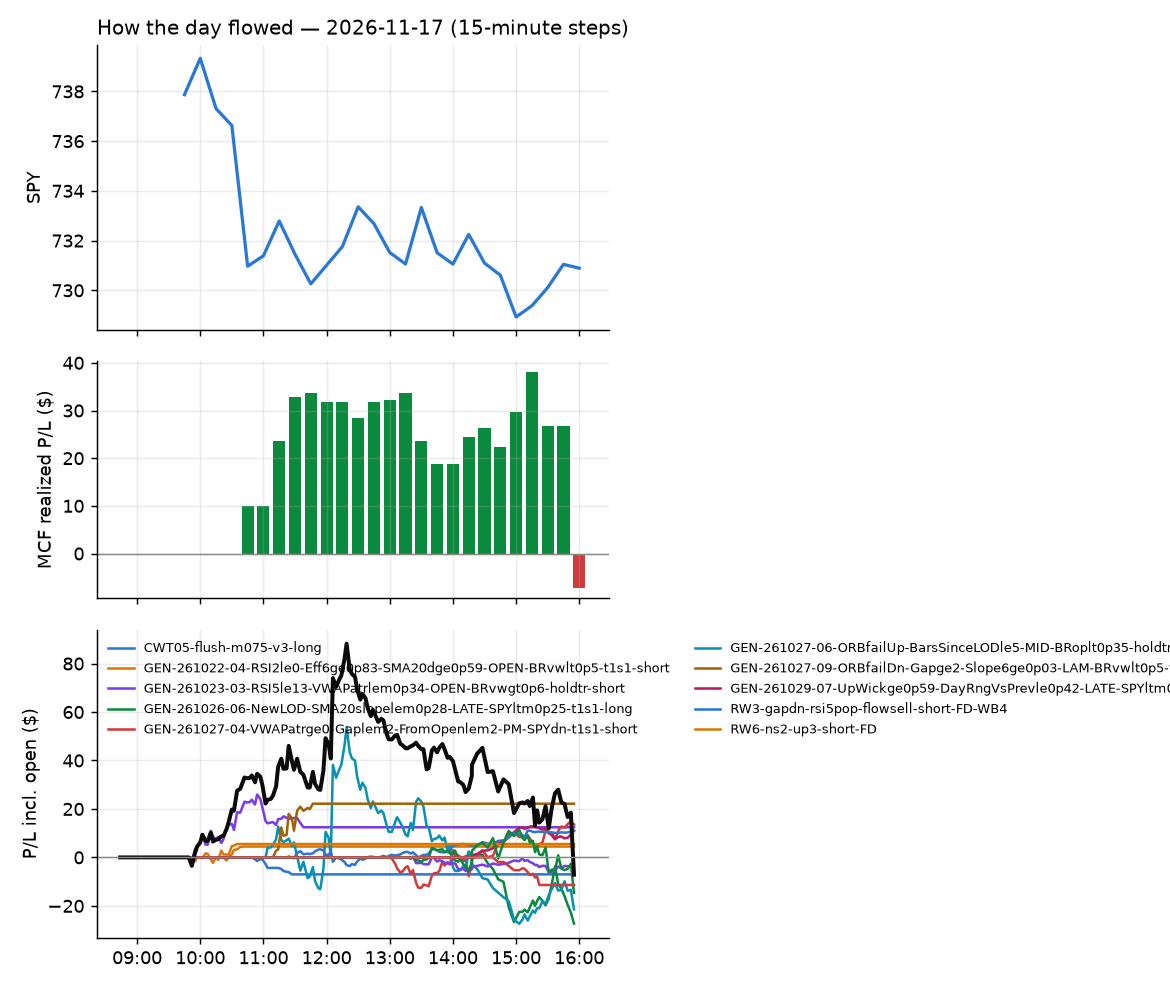 How the day flowed — 2026-11-17 (15-minute steps)
SPY
738
736
734
732
730
MCF realized P/L ($)
40
30
20
10
0
P/L incl. open ($)
80
60
40
20
0
−20
CWT05-flush-m075-v3-long
GEN-261022-04-RSI2le0-Eff6ge0p83-SMA20dge0p59-OPEN-BRvwlt0p5-t1s1-short
GEN-261023-03-RSI5le13-VWAPatrlem0p34-OPEN-BRvwgt0p6-holdtr-short
GEN-261026-06-NewLOD-SMA20slopelem0p28-LATE-SPYltm0p25-t1s1-long
GEN-261027-04-VWAPatrge0-Gaplem2-FromOpenlem2-PM-SPYdn-t1s1-short
GEN-261027-06-ORBfailUp-BarsSinceLODle5-MID-BRoplt0p35-holdtr
GEN-261027-09-ORBfailDn-Gapge2-Slope6ge0p03-LAM-BRvwlt0p5-
GEN-261029-07-UpWickge0p59-DayRngVsPrevle0p42-LATE-SPYltm0
RW3-gapdn-rsi5pop-flowsell-short-FD-WB4
RW6-ns2-up3-short-FD
09:00 10:00 11:00 12:00 13:00 14:00 15:00 16:00